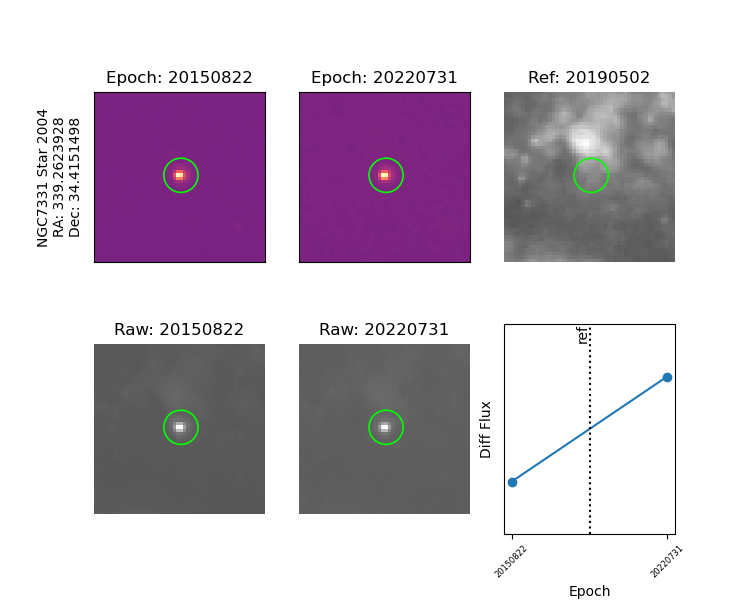 Epoch: 20150822
Epoch: 20220731
Ref: 20190502
NGC7331 Star 2004
RA: 339.2623928
Dec: 34.4151498
Raw: 20150822
Raw: 20220731
ref
Diff Flux
20150822
20220731
Epoch